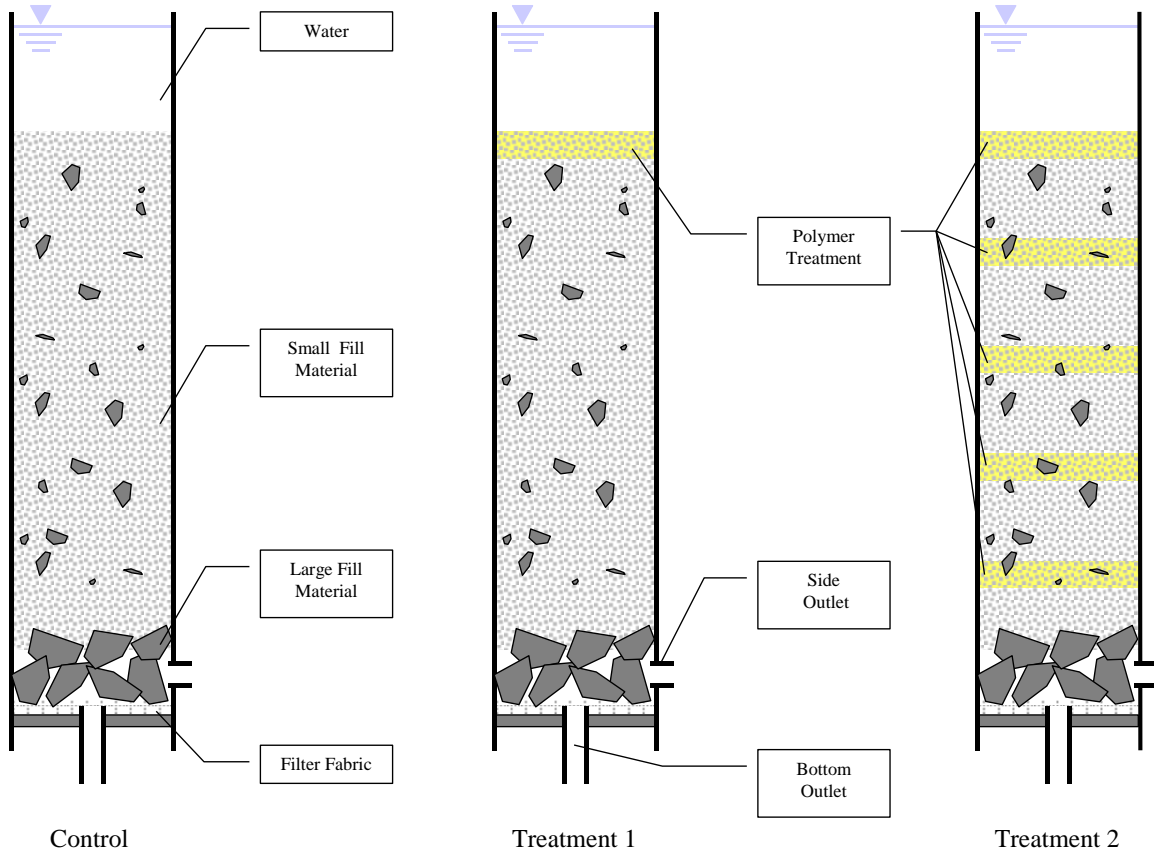 Water
Small Fill
Material
Large Fill
Material
Filter Fabric
Polymer
Treatment
Side
Outlet
Bottom
Outlet
Control
Treatment 1
Treatment 2